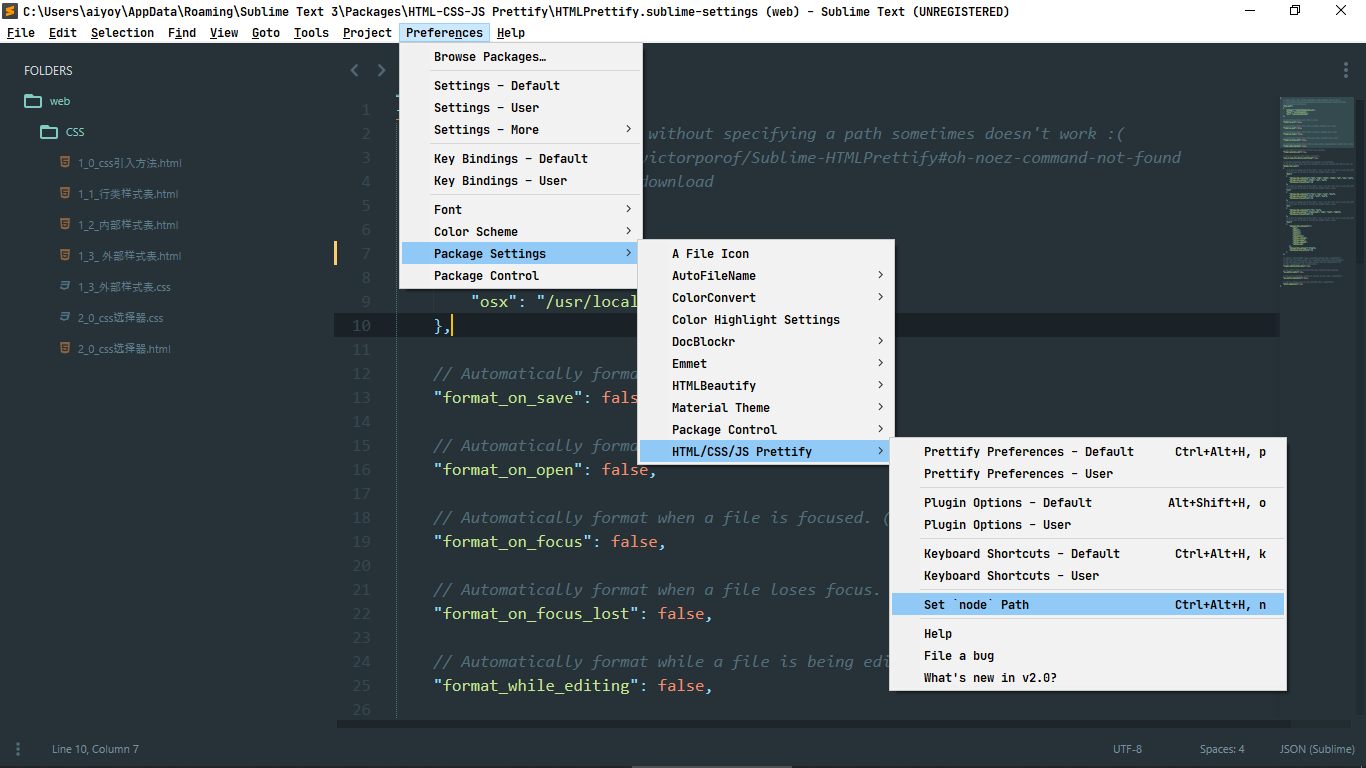 C:\Users\aiyoy\AppData\Roaming\Sublime Text 3\Packages\HTML-CSS-JS Prettify\HTMLPrettify.sublime-settings (web) - Sublime Text (UNREGISTERED)
File Edit Selection Find View Goto Tools Project Preferences Help
FOLDERS
web
CSS
1_0_css引入方法.html
1_1_行类样式表.html
1_2_内部样式表.html
1_3_ 外部样式表.html
1_3_外部样式表.css
2_0_css选择器.css
2_0_css选择器.html
Browse Packages…
Settings - Default
Settings - User
Settings - More
Key Bindings - Default
Key Bindings - User
Font
Color Scheme
Package Settings
Package Control
A File Icon
AutoFileName
ColorConvert
Color Highlight Settings
DocBlockr
Emmet
HTMLBeautify
Material Theme
Package Control
HTML/CSS/JS Prettify
Prettify Preferences - Default Ctrl+Alt+H, p
Prettify Preferences - User
Plugin Options - Default Alt+Shift+H, o
Plugin Options - User
Keyboard Shortcuts - Default Ctrl+Alt+H, k
Keyboard Shortcuts - User
Set `node` Path Ctrl+Alt+H, n
Help
File a bug
What's new in v2.0?
1
2 without specifying a path sometimes doesn't work :(
3 victorporof/Sublime-HTMLPrettify#oh-noez-command-not-found
4 download
5
6
7
8
9 "osx": "/usr/local
10 },
11
12 // Automatically forma
13 "format_on_save": fals
14
15 // Automatically forma
16 "format_on_open": false,
17
18 // Automatically format when a file is focused. (
19 "format_on_focus": false,
20
21 // Automatically format when a file loses focus.
22 "format_on_focus_lost": false,
23
24 // Automatically format while a file is being edi
25 "format_while_editing": false,
26
Line 10, Column 7
UTF-8
Spaces: 4
JSON (Sublime)